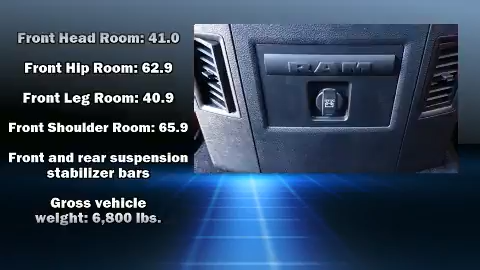 Front Head Room: 41.0
Front Hip Room: 62.9
Front Leg Room: 40.9
Front Shoulder Room: 65.9
Front and rear suspension
stabilizer bars
Gross vehicle
weight: 6,800 lbs.
RAM